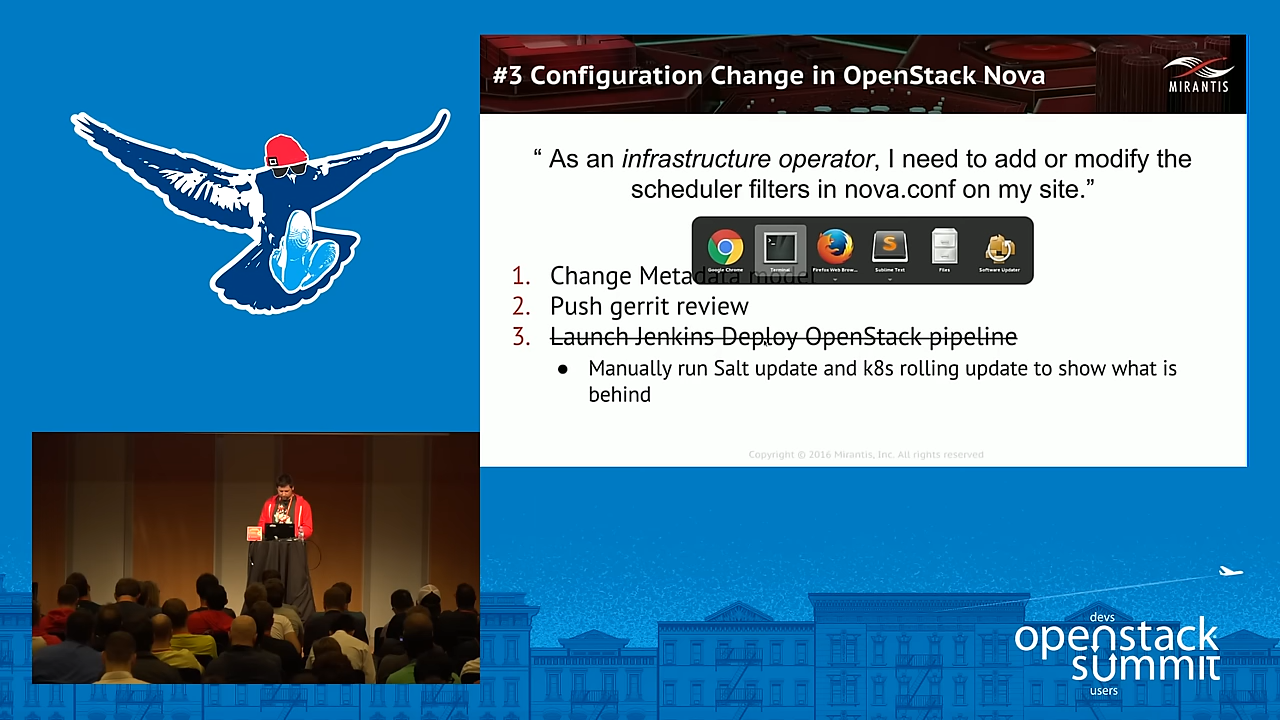 #3 Configuration Change in OpenStack Nova
MIRANTIS
“ As an infrastructure operator, I need to add or modify the
scheduler filters in nova.conf on my site.”
Google Chrome
Terminal
Firefox Web Brow...
Sublime Text
Files
Software Updater
1. Change Metadata model
2. Push gerrit review
3. Launch Jenkins Deploy OpenStack pipeline
● Manually run Salt update and k8s rolling update to show what is
behind
Copyright © 2016 Mirantis, Inc. All rights reserved
devs
openstack
summit
users